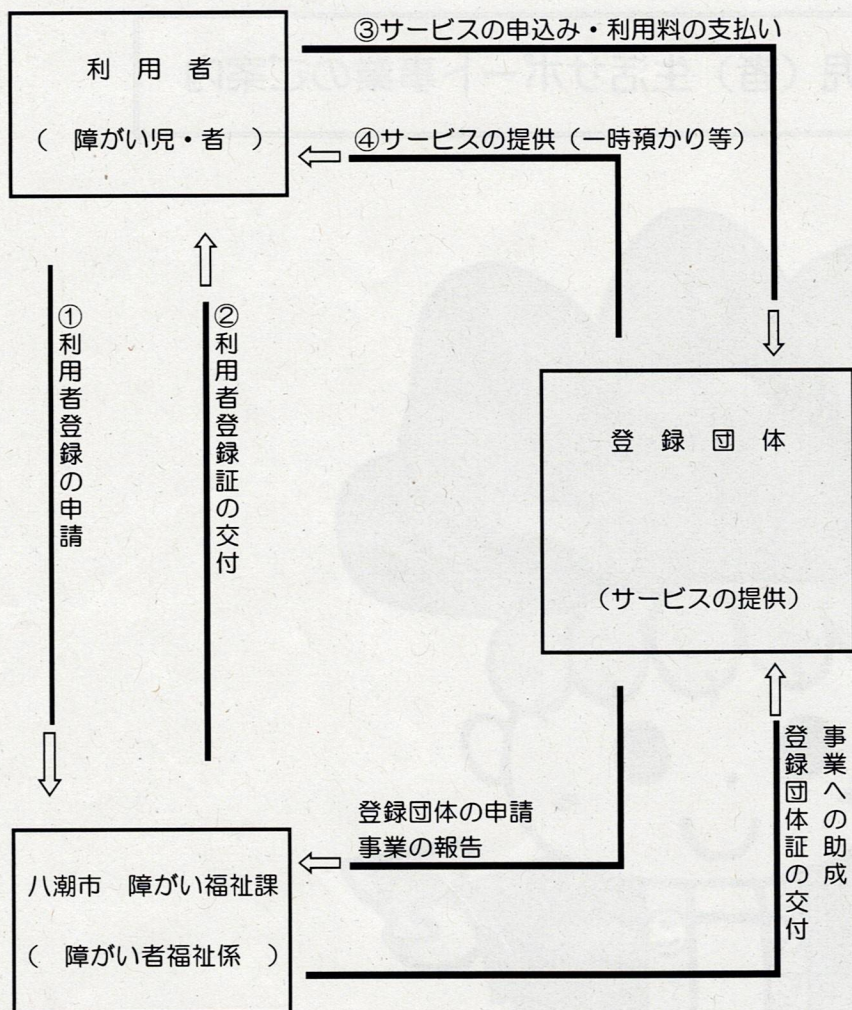 利用者
（障がい児・者）
③サービスの申込み・利用料の支払い
④サービスの提供（一時預かり等）
①利用者登録の申請
②利用者登録証の交付
登録団体
（サービスの提供）
登録団体の申請
事業の報告
事業への助成
登録団体証の交付
八潮市　障がい福祉課
（障がい者福祉係）